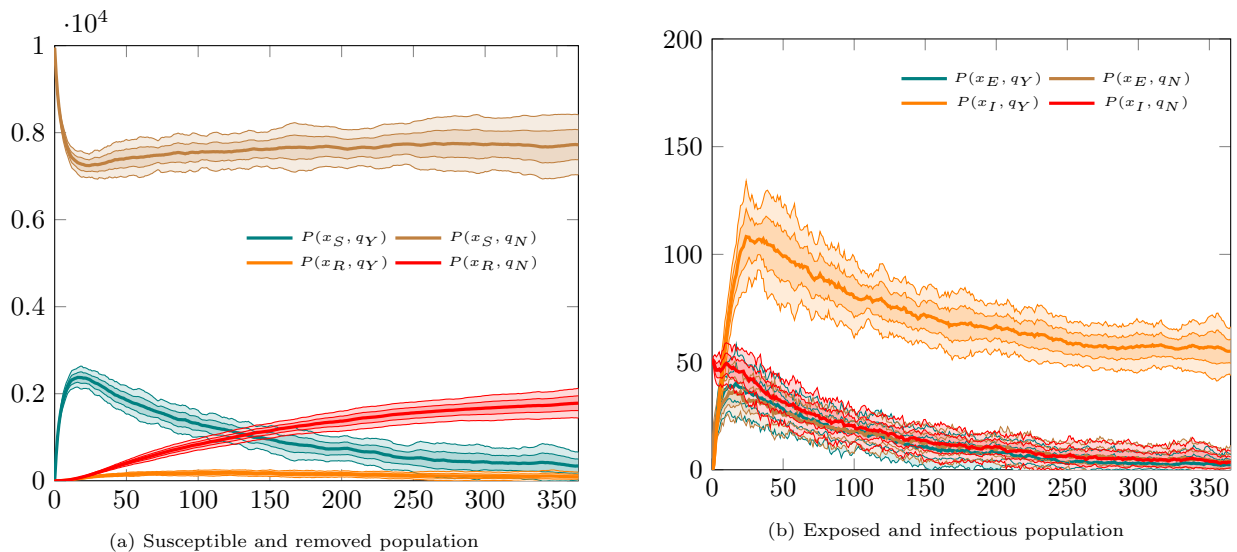 ·10⁴
1
0.8
0.6
0.4
0.2
0
0 50 100 150 200 250 300 350
P(x_S, q_Y) P(x_S, q_N)
P(x_R, q_Y) P(x_R, q_N)
(a) Susceptible and removed population
200
150
100
50
0
0 50 100 150 200 250 300 350
P(x_E, q_Y) P(x_E, q_N)
P(x_I, q_Y) P(x_I, q_N)
(b) Exposed and infectious population